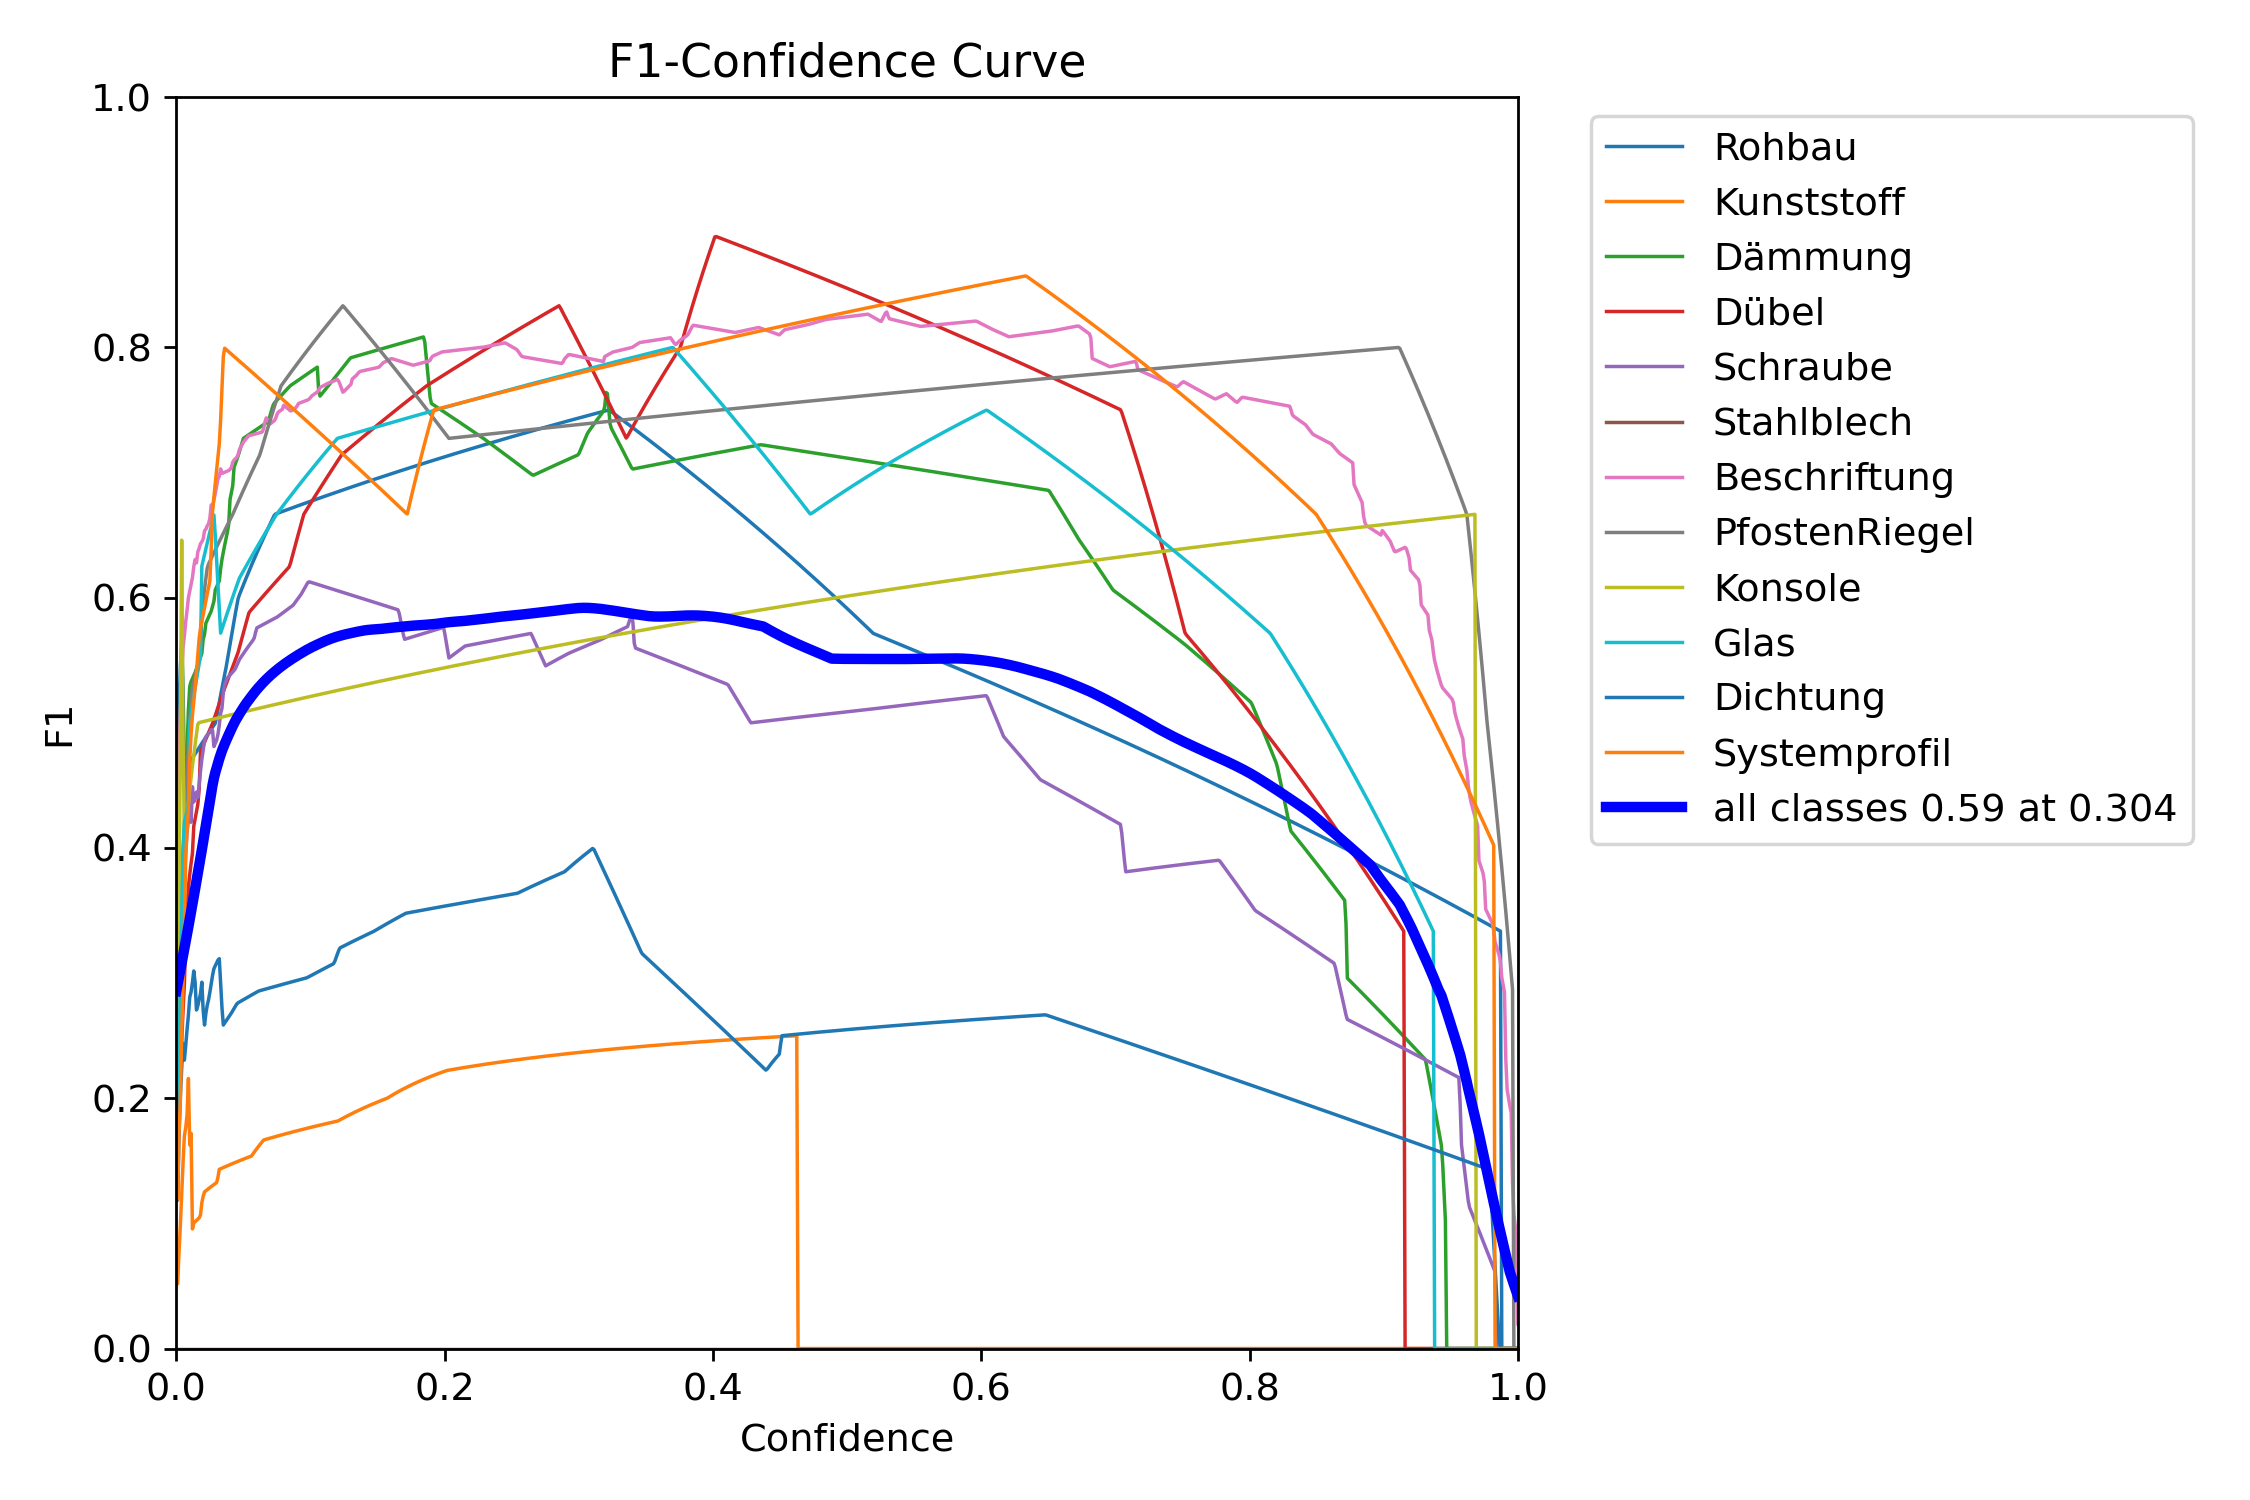 F1-Confidence Curve
1.0
0.8
0.6
0.4
0.2
0.0
F1
0.0 0.2 0.4 0.6 0.8 1.0
Confidence
Rohbau
Kunststoff
Dämmung
Dübel
Schraube
Stahlblech
Beschriftung
PfostenRiegel
Konsole
Glas
Dichtung
Systemprofil
all classes 0.59 at 0.304